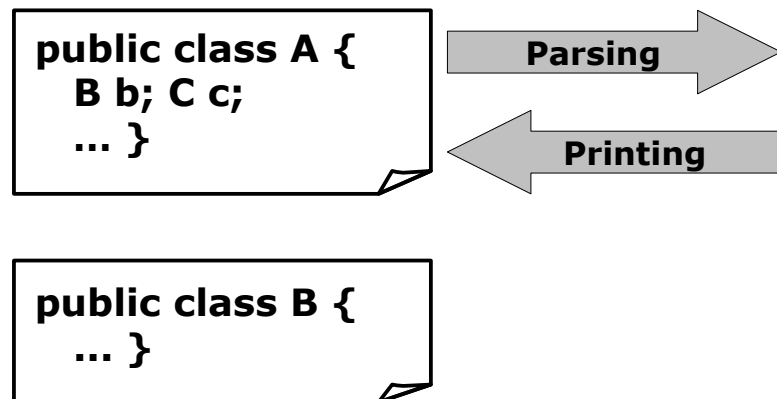 public class A {
B b; C c;
... }
Parsing
Printing
public class B {
... }